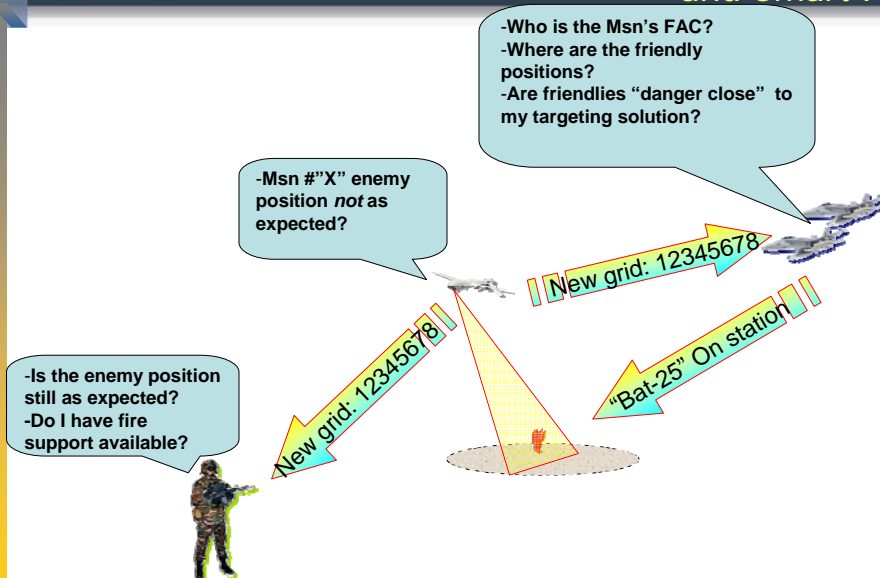 -Who is the Msn's FAC?
-Where are the friendly
positions?
-Are friendlies “danger close” to
my targeting solution?
-Msn #”X” enemy
position not as
expected?
New grid: 12345678
“Bat-25” On station
New grid: 12345678
-Is the enemy position
still as expected?
-Do I have fire
support available?